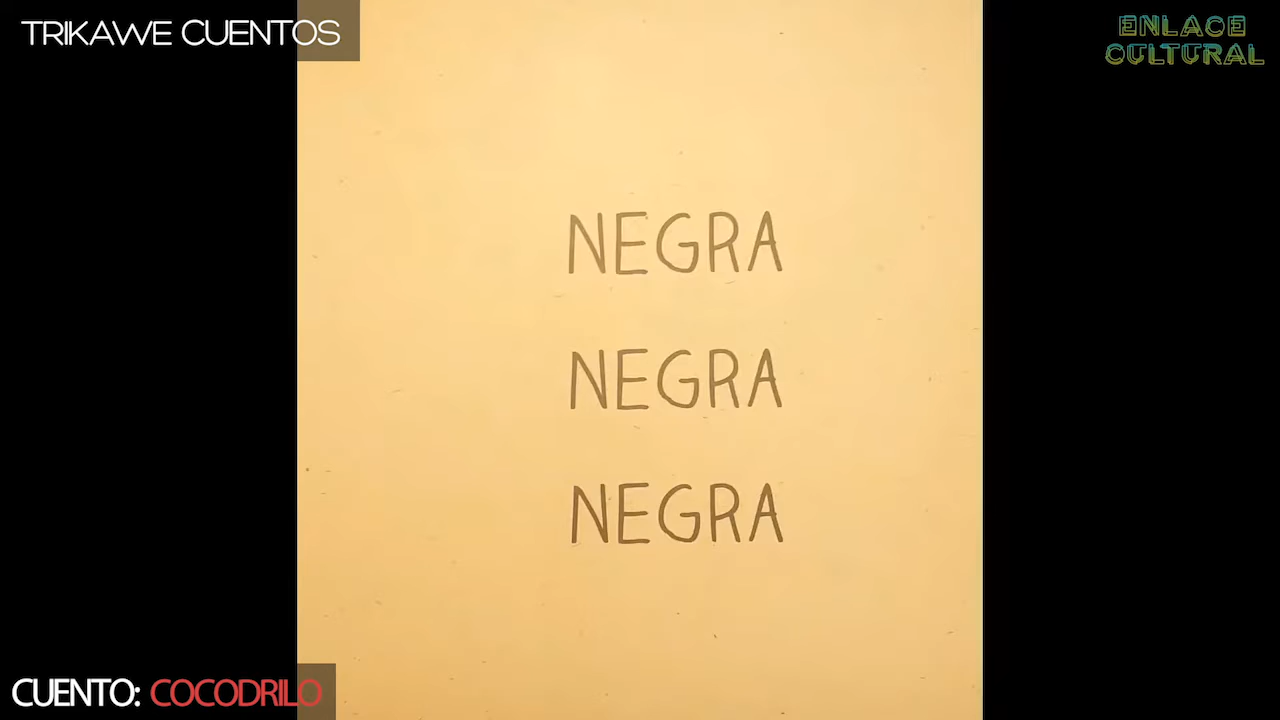 TRIKAWE CUENTOS
ENLACE
CULTURAL
NEGRA
NEGRA
NEGRA
CUENTO: COCODRILO